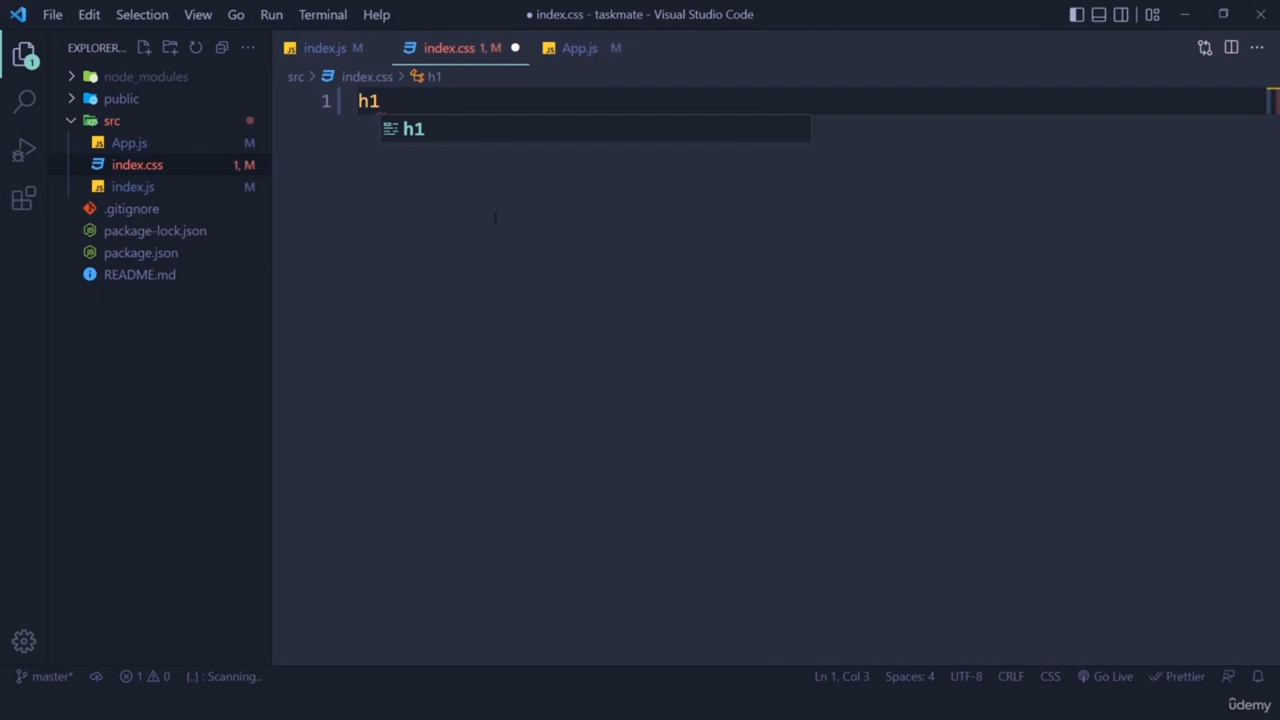 File Edit Selection View Go Run Terminal Help
● index.css - taskmate - Visual Studio Code
EXPLORER...
index.js M
index.css 1, M
App.js M
node_modules
public
src
App.js M
index.css 1, M
index.js M
.gitignore
package-lock.json
package.json
README.md
1
src > index.css > h1
1 h1
h1
master*
1 0
{..} : Scanning..
Ln 1, Col 3
Spaces: 4
UTF-8
CRLF
CSS
Go Live
Prettier
ûdemy